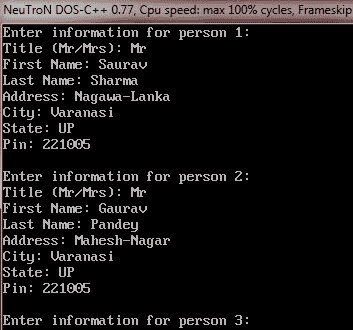 NeuTroN DOS-C++ 0.77, Cpu speed: max 100% cycles, Frameskip
Enter information for person 1:
Title (Mr/Mrs): Mr
First Name: Saurav
Last Name: Sharma
Address: Nagawa-Lanka
City: Varanasi
State: UP
Pin: 221005
Enter information for person 2:
Title (Mr/Mrs): Mr
First Name: Gaurav
Last Name: Pandey
Address: Mahesh-Nagar
City: Varanasi
State: UP
Pin: 221005
Enter information for person 3: